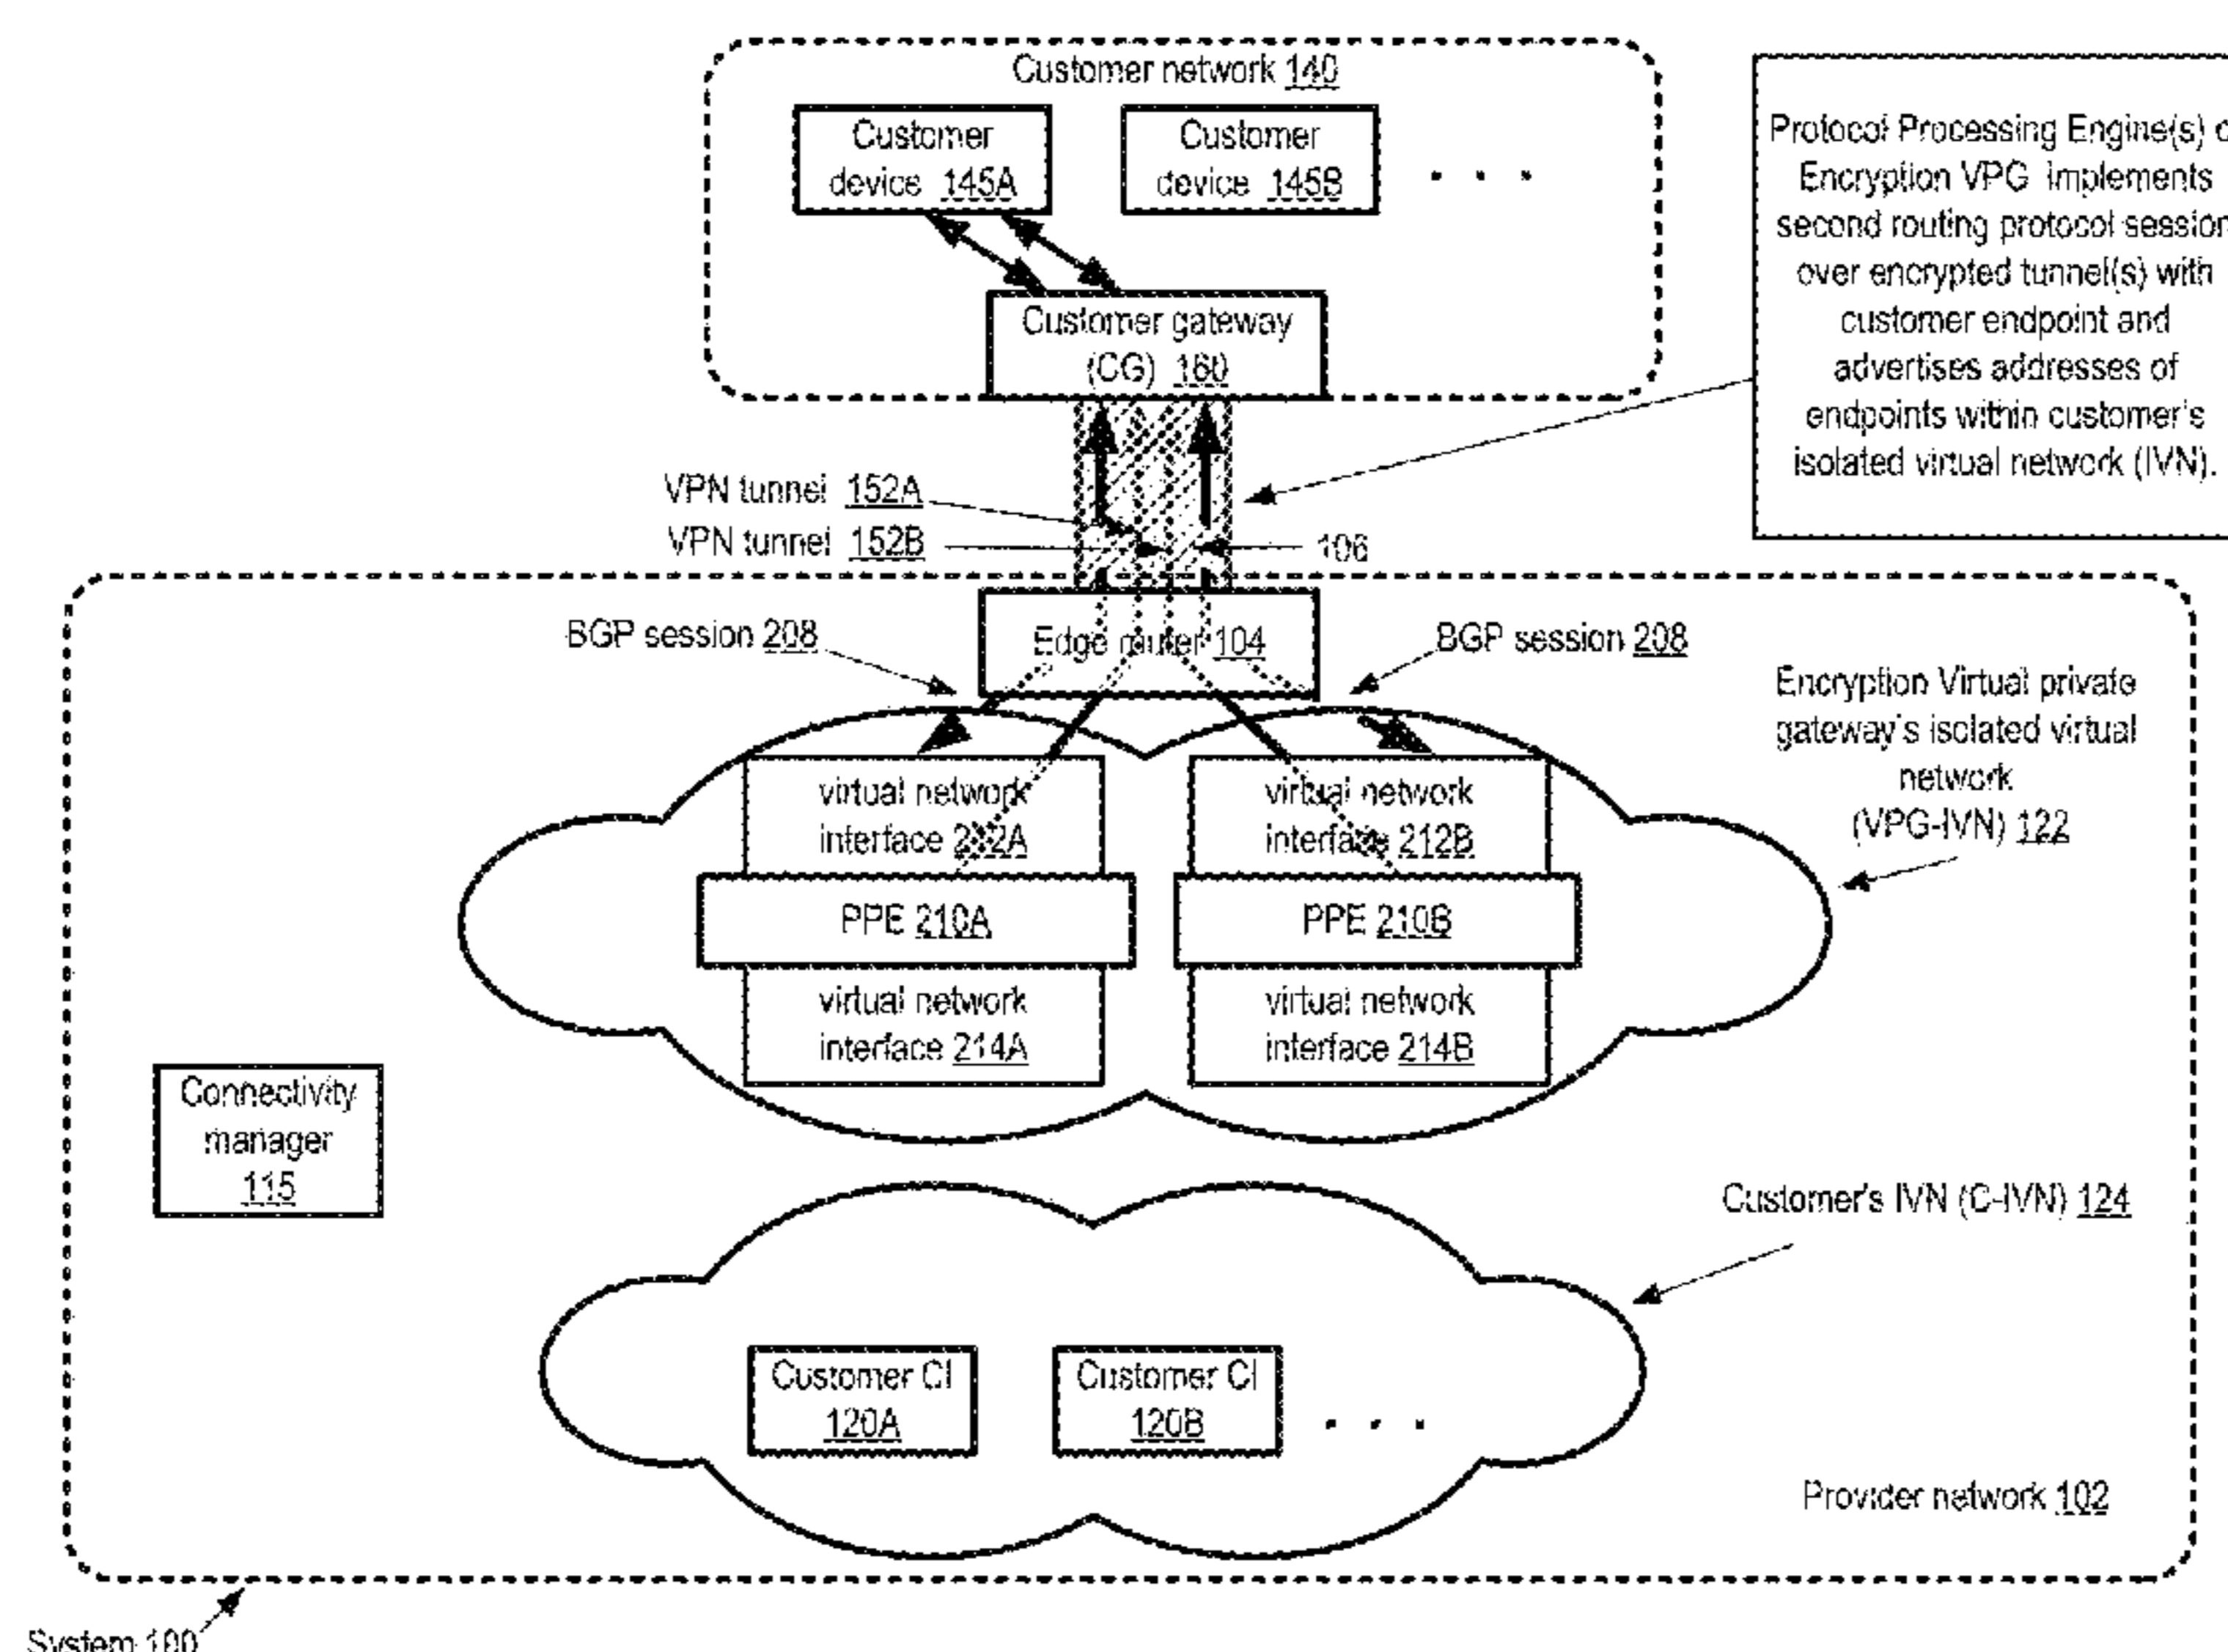 Customer network 140
Customer
device 145A
Customer
device 145B
. . .
Customer gateway
(CG) 160
Protocol Processing Engine(s)
Encryption VPG implements
second routing protocol session
over encrypted tunnel(s) with
customer endpoint and
advertises addresses of
endpoints within customer's
isolated virtual network (IVN).
VPN tunnel 152A
VPN tunnel 152B
106
BGP session 208
Edge router 104
BGP session 208
Encryption Virtual private
gateway's isolated virtual
network
(VPG-IVN) 122
virtual network
interface 212A
virtual network
interface 212B
PPE 210A
PPE 210B
virtual network
interface 214A
virtual network
interface 214B
Connectivity
manager
115
Customer's IVN (C-IVN) 124
Customer CI
120A
Customer CI
120B
. . .
Provider network 102
System 100